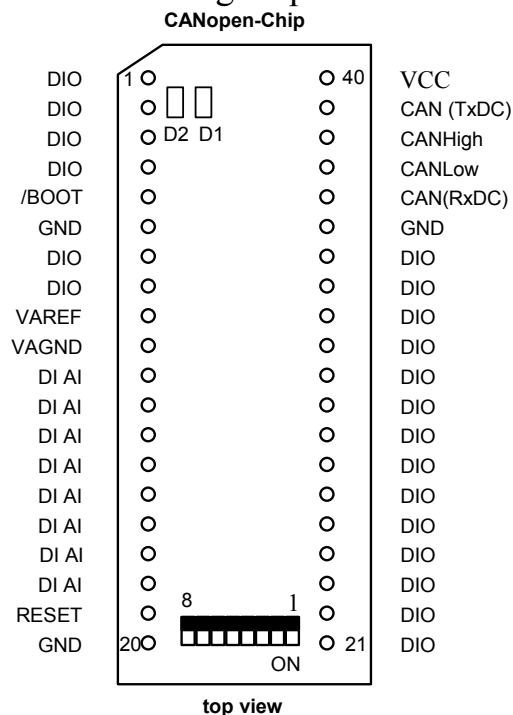 CANopen-Chip
DIO 1 40 VCC
DIO CAN (TxDC)
DIO D2 D1 CANHigh
DIO CANLow
/BOOT CAN(RxDC)
GND GND
DIO DIO
DIO DIO
VAREF DIO
VAGND DIO
DI AI DIO
DI AI DIO
DI AI DIO
DI AI DIO
DI AI DIO
DI AI DIO
DI AI DIO
DI AI DIO
8 1
RESET DIO
GND 20 21 DIO
ON
top view